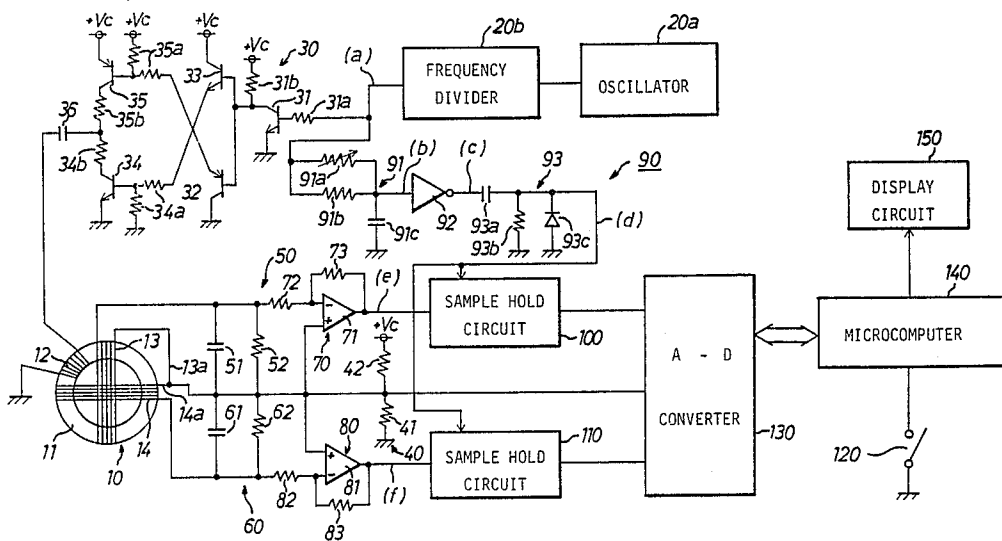 +Vc
+Vc
+Vc
35a
33
+Vc
30
31b
31
31a
(a)
20b
FREQUENCY
DIVIDER
20a
OSCILLATOR
36
35
35b
34b
34
34a
32
91a
91b
91
91c
(b)
92
(c)
93a
93
93b
93c
(d)
90
150
DISPLAY
CIRCUIT
140
MICROCOMPUTER
50
72
73
71
70
(e)
+Vc
42
SAMPLE HOLD
CIRCUIT
100
A - D
CONVERTER
130
120
12
13
13a
14a
11
10
14
51
52
61
62
60
80
81
82
83
41
40
(f)
110
SAMPLE HOLD
CIRCUIT